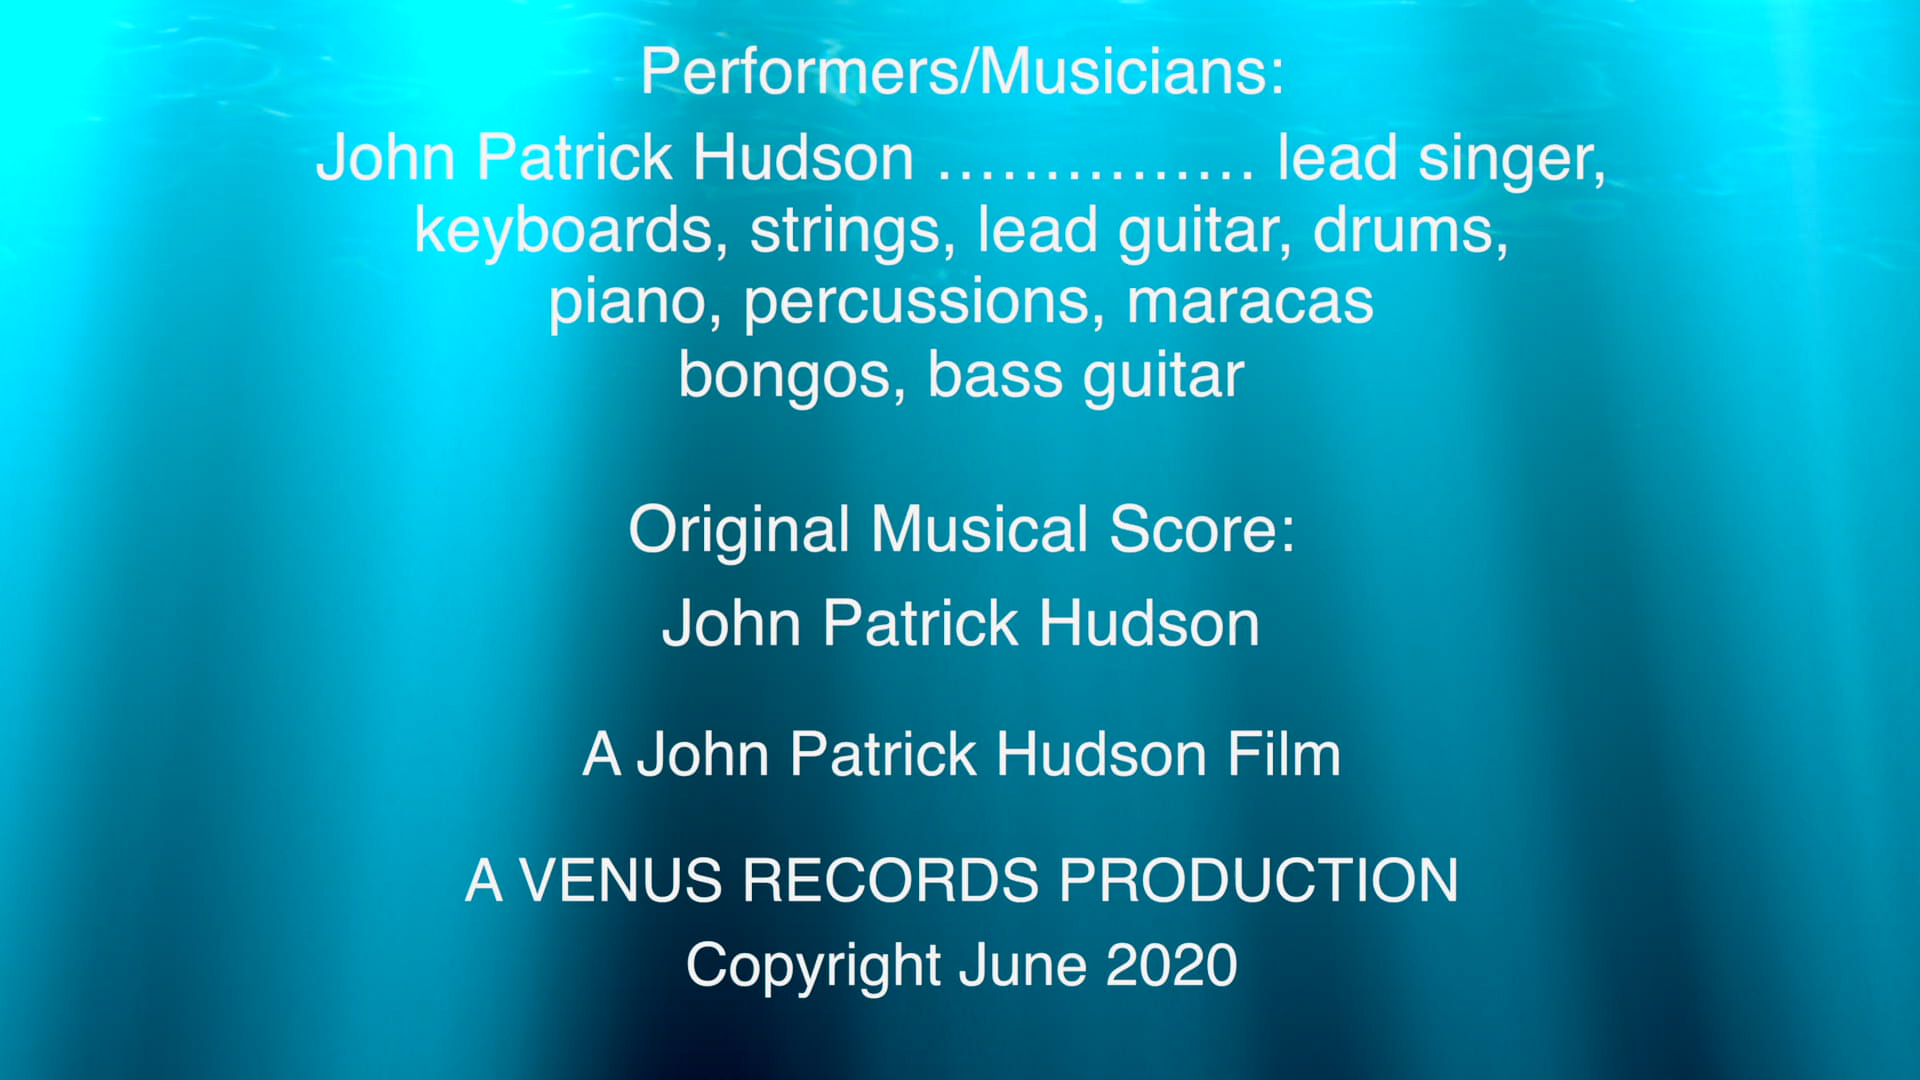 Performers/Musicians:
John Patrick Hudson …............ lead singer,
keyboards, strings, lead guitar, drums,
piano, percussions, maracas
bongos, bass guitar
Original Musical Score:
John Patrick Hudson
A John Patrick Hudson Film
A VENUS RECORDS PRODUCTION
Copyright June 2020